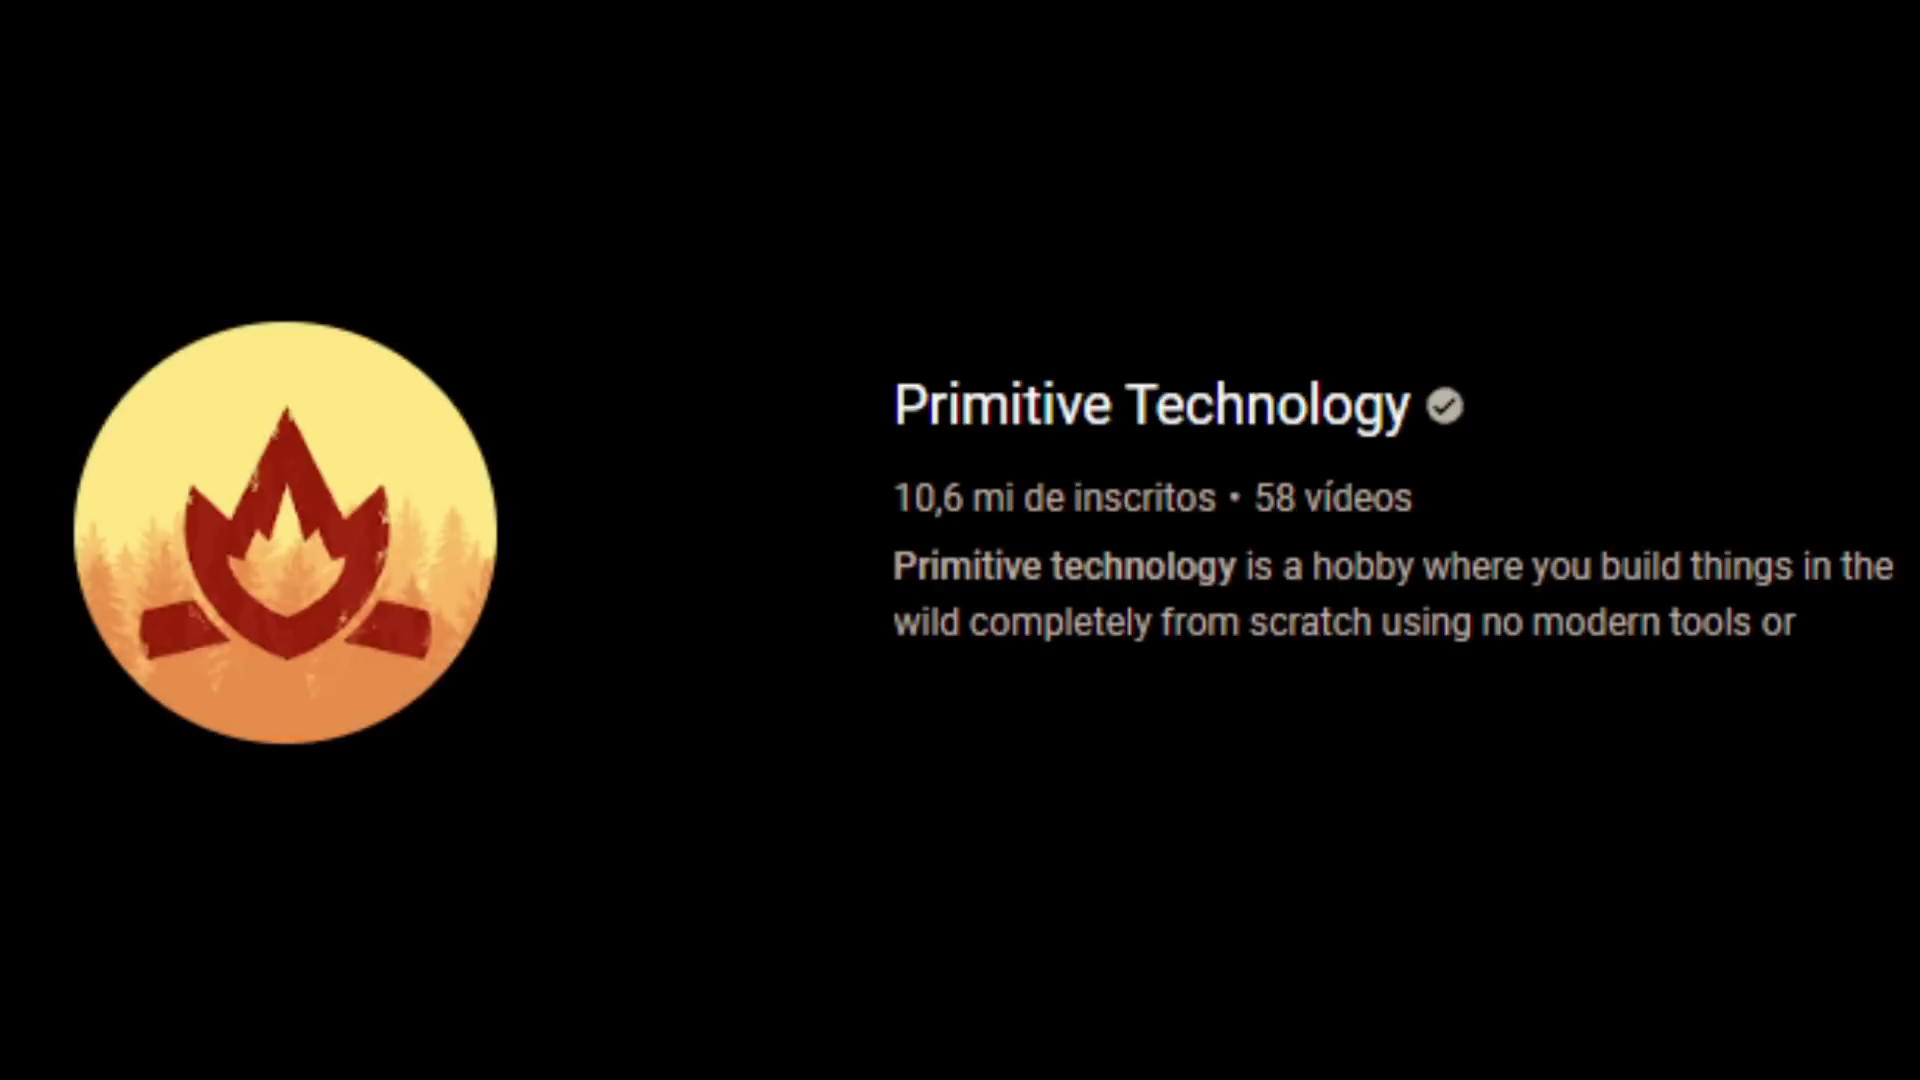 Primitive Technology
10,6 mi de inscritos • 58 vídeos
Primitive technology is a hobby where you build things in the
wild completely from scratch using no modern tools or